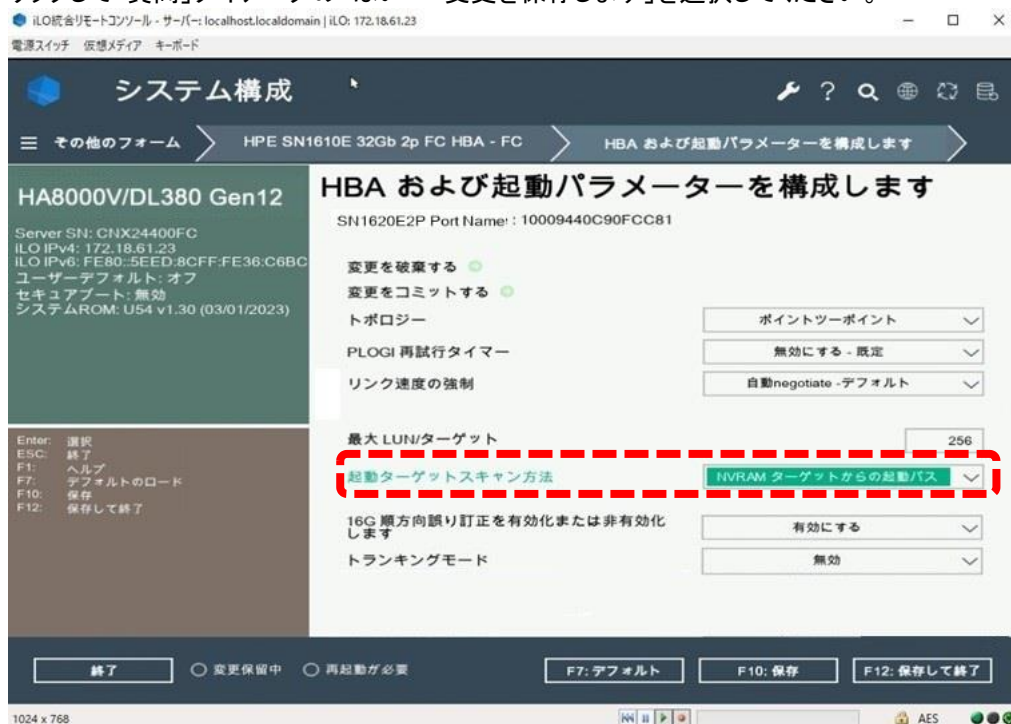 iLO統合リモートコンソール - サーバー: localhost.localdomain | iLO: 172.18.61.23
電源スイッチ 仮想メディア キーボード
システム構成
その他のフォーム
HPE SN1610E 32Gb 2p FC HBA - FC
HBA および起動パラメーターを構成します
HA8000V/DL380 Gen12
Server SN: CNX24400FC
iLO IPv4: 172.18.61.23
iLO IPv6: FE80::5EED:8CFF:FE36:C6BC
ユーザーデフォルト: オフ
セキュアブート: 無効
システムROM: U54 v1.30 (03/01/2023)
Enter: 選択
ESC: 終了
F1: ヘルプ
F7: デフォルトのロード
F10: 保存
F12: 保存して終了
HBA および起動パラメーターを構成します
SN1620E2P Port Name: : 10009440C90FCC81
変更を破棄する
変更をコミットする
トポロジー ポイントツーポイント
PLOGI 再試行タイマー 無効にする - 既定
リンク速度の強制 自動negotiate -デフォルト
最大 LUN/ターゲット 256
起動ターゲットスキャン方法 NVRAM ターゲットからの起動パス
16G 順方向誤り訂正を有効化または非有効化
します 有効にする
トランキングモード 無効
終了 変更保留中 再起動が必要 F7: デフォルト F10: 保存 F12: 保存して終了
1024 x 768 AES